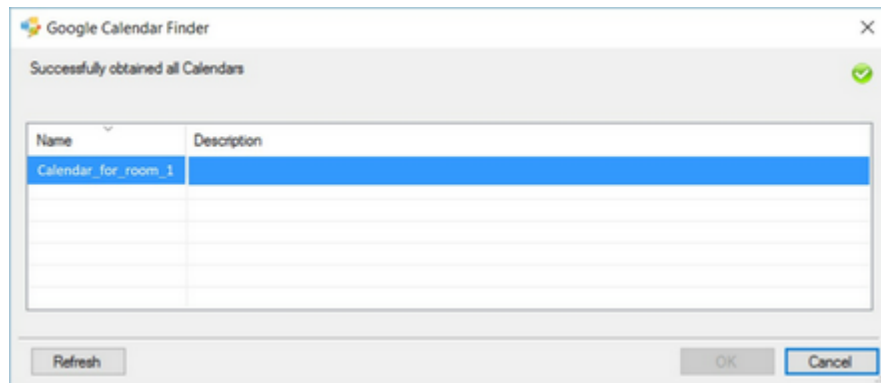 Google Calendar Finder
Successfully obtained all Calendars
Name Description
Calendar_for_room_1
Refresh OK Cancel